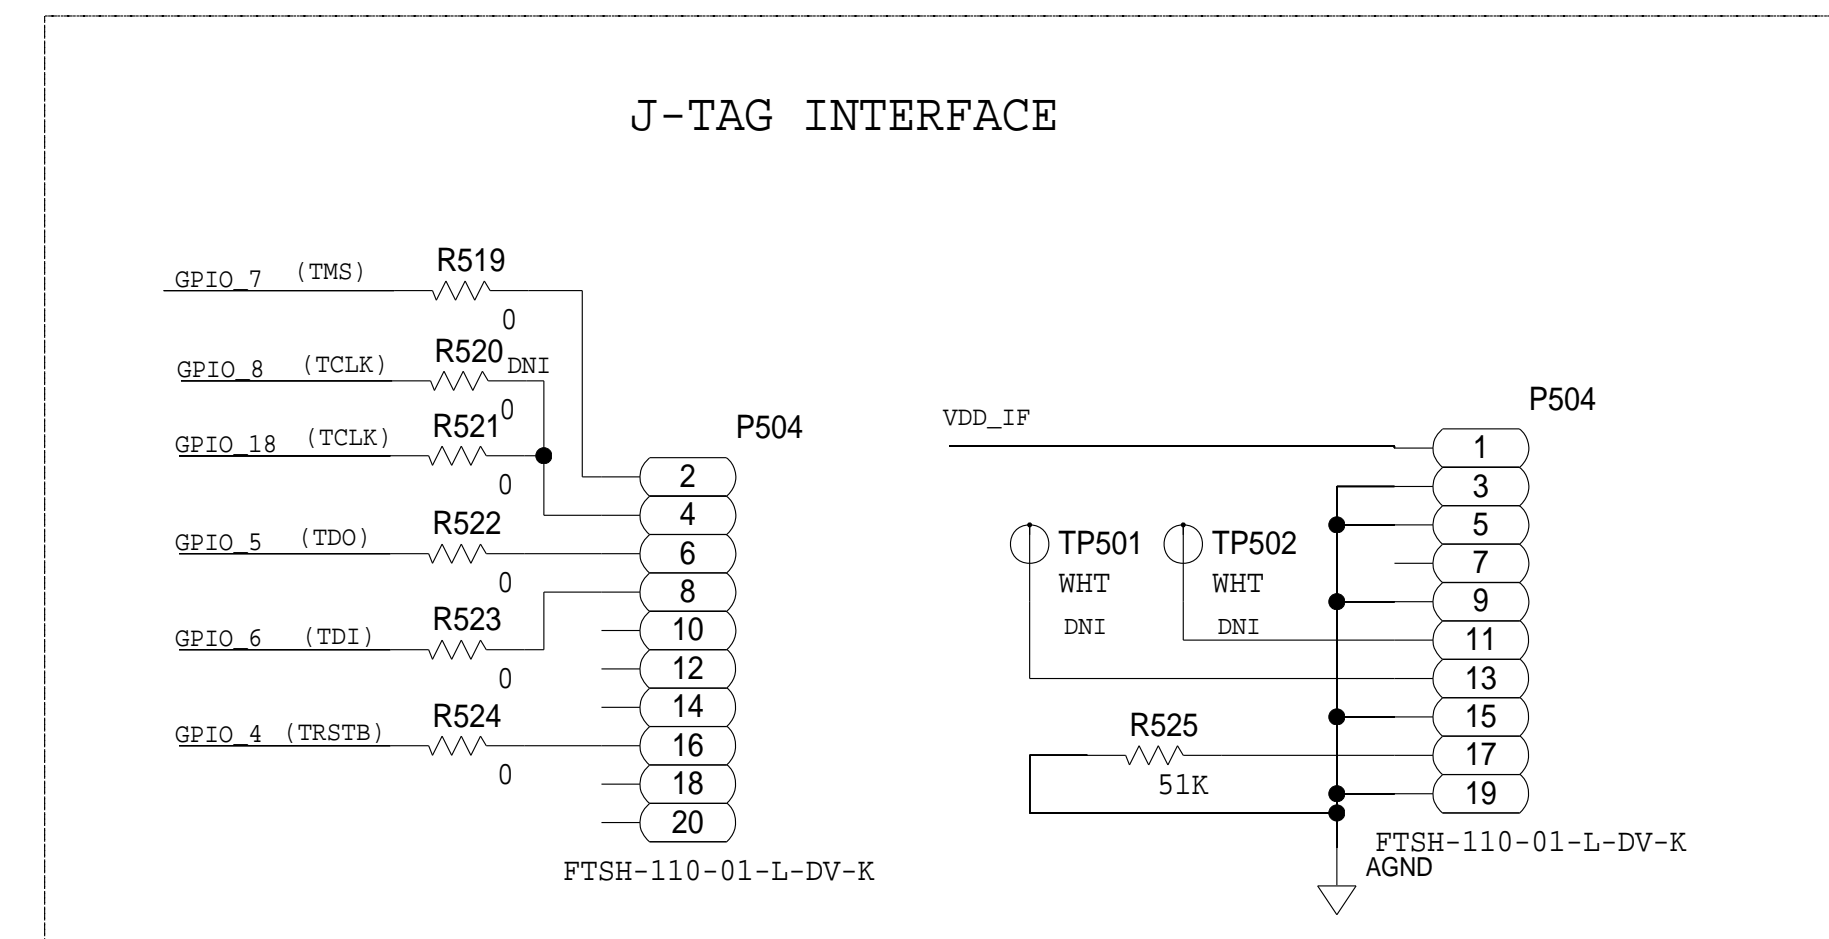 J-TAG INTERFACE
GPIO_7 (TMS) R519
0
GPIO_8 (TCLK) R520 DNI
0
GPIO_18 (TCLK) R521
0
GPIO_5 (TDO) R522
0
GPIO_6 (TDI) R523
0
GPIO_4 (TRSTB) R524
0
P504
2
4
6
8
10
12
14
16
18
20
FTSH-110-01-L-DV-K
VDD_IF
TP501
WHT
DNI
TP502
WHT
DNI
R525
51K
P504
1
3
5
7
9
11
13
15
17
19
FTSH-110-01-L-DV-K
AGND